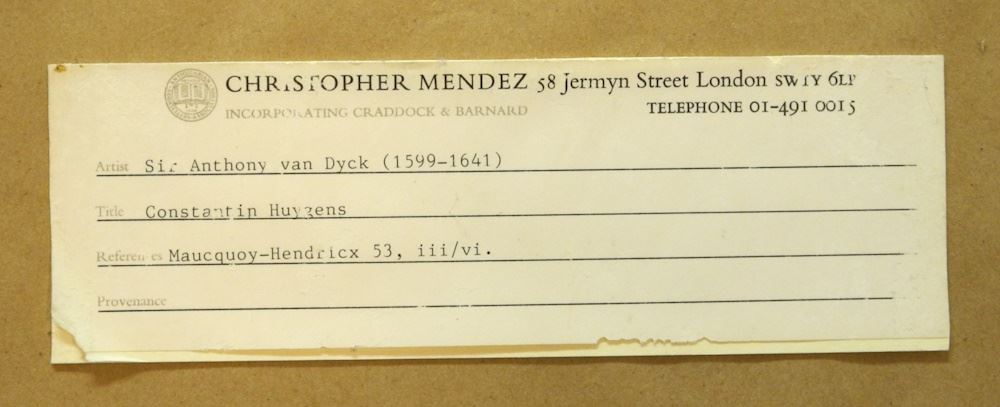 CHRISTOPHER MENDEZ 58 Jermyn Street London SW1Y 6LP
INCORPORATING CRADDOCK & BARNARD
TELEPHONE 01-491 0015
Artist Sir Anthony van Dyck (1599-1641)
Title Constantin Huygens
References Maucquoy-Hendricx 53, iii/vi.
Provenance